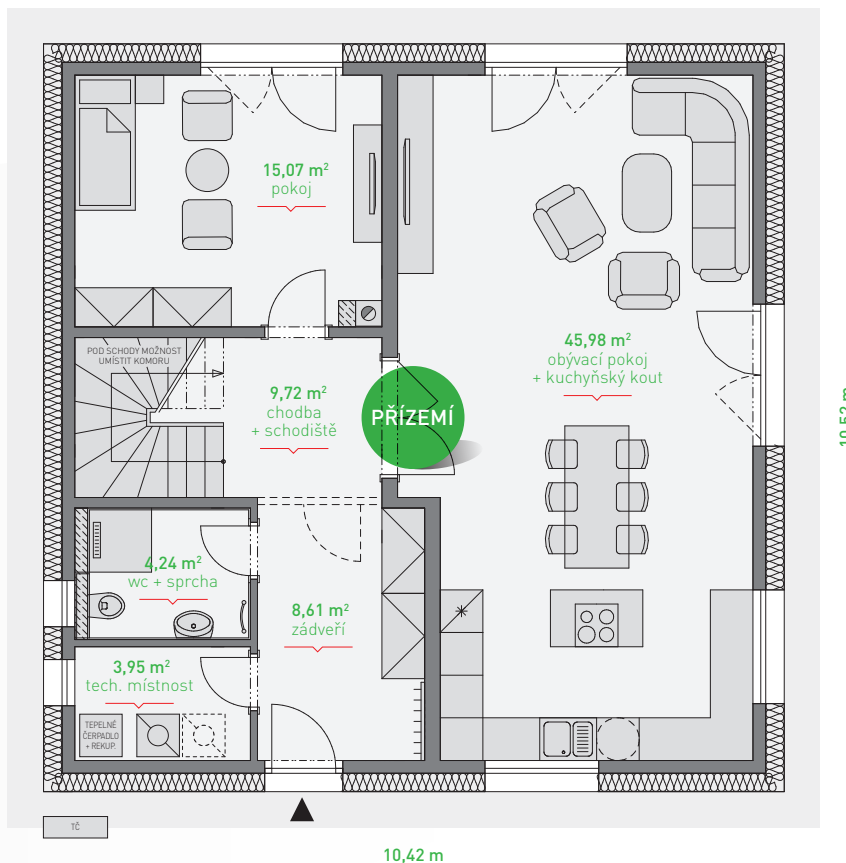 15,07 m²
pokoj
POD SCHODY MOŽNOST
UMÍSTIT KOMORU
9,72 m²
chodba
+ schodiště
PŘÍZEMÍ
45,98 m²
obývací pokoj
+ kuchyňský kout
4,24 m²
wc + sprcha
8,61 m²
zádveří
3,95 m²
tech. místnost
TEPELNÉ
ČERPADLO
+ REKUP.
TČ
10,42 m